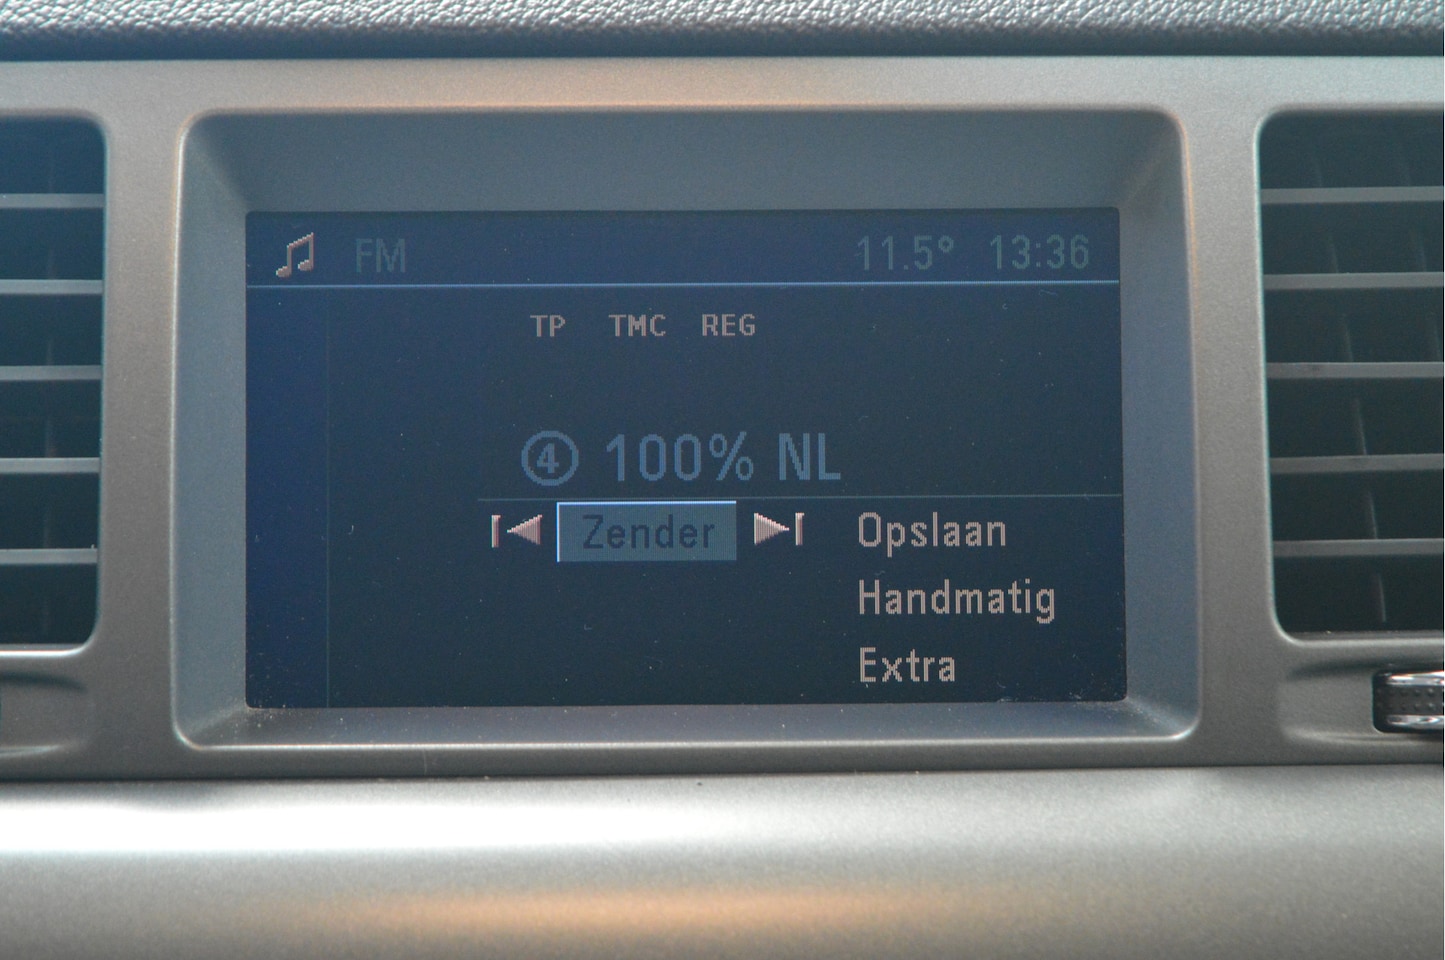 FM 11.5° 13:36
TP TMC REG
④ 100% NL
Zender Opslaan
Handmatig
Extra